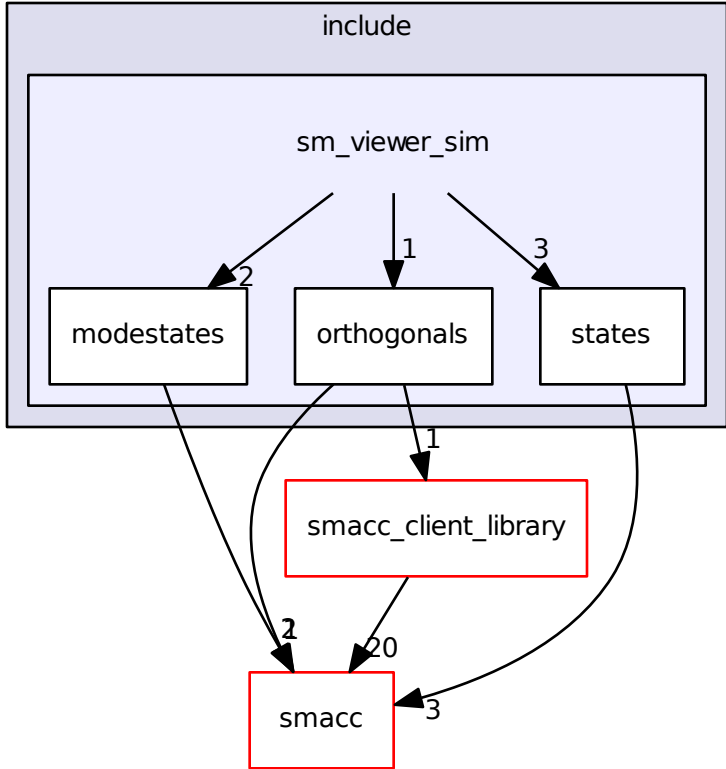 include
sm_viewer_sim
2
1
3
modestates
orthogonals
states
1
smacc_client_library
2
1
20
3
smacc